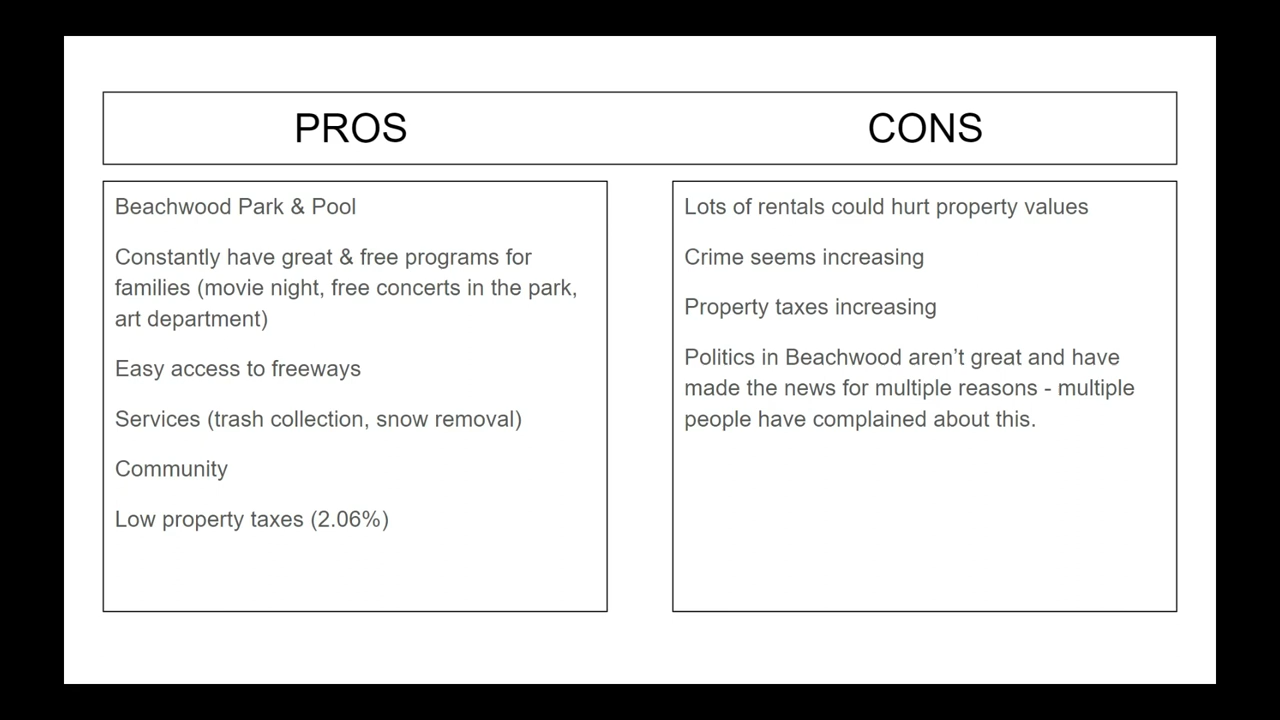 PROS
CONS
Beachwood Park & Pool
Constantly have great & free programs for
families (movie night, free concerts in the park,
art department)
Easy access to freeways
Services (trash collection, snow removal)
Community
Low property taxes (2.06%)
Lots of rentals could hurt property values
Crime seems increasing
Property taxes increasing
Politics in Beachwood aren’t great and have
made the news for multiple reasons - multiple
people have complained about this.